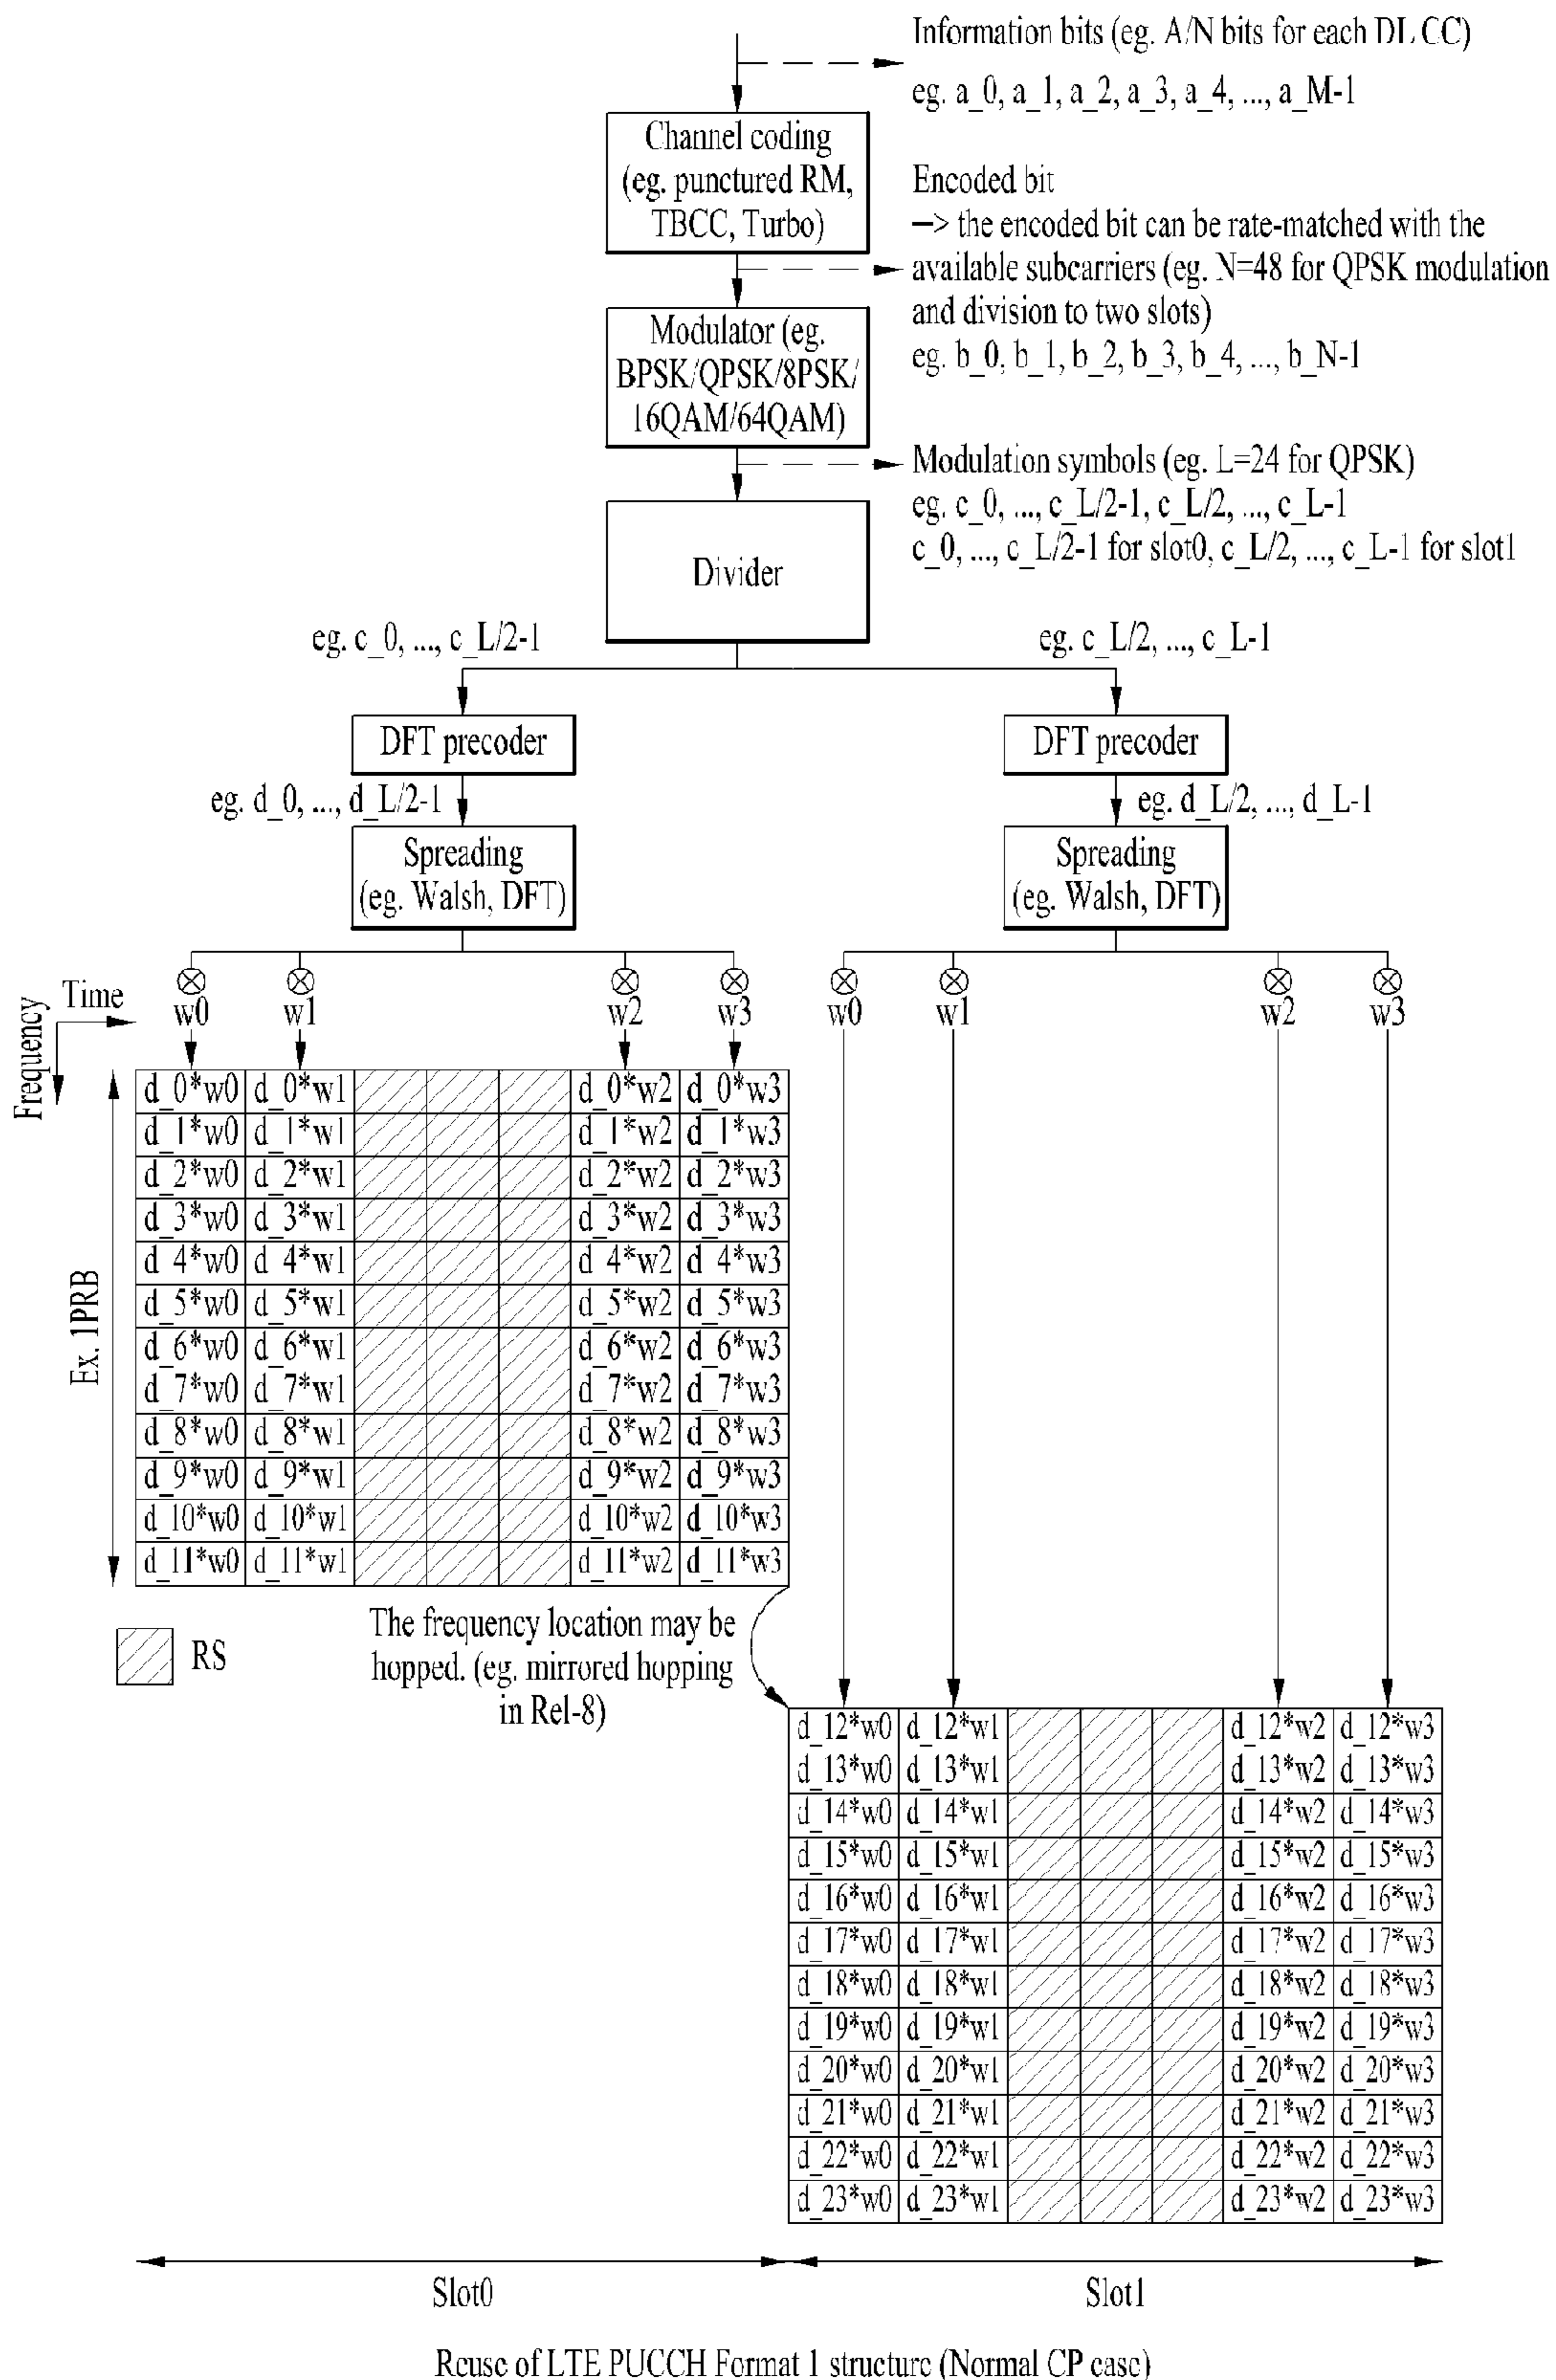 Information bits (eg. A/N bits for each DL CC)
eg. a_0, a_1, a_2, a_3, a_4, ..., a_M-1
Channel coding
(eg. punctured RM,
TBCC, Turbo)
Encoded bit
–> the encoded bit can be rate-matched with the
available subcarriers (eg. N=48 for QPSK modulation
and division to two slots)
eg. b_0, b_1, b_2, b_3, b_4, ..., b_N-1
Modulator (eg.
BPSK/QPSK/8PSK/
16QAM/64QAM)
Modulation symbols (eg. L=24 for QPSK)
eg. c_0, ..., c_L/2-1, c_L/2, ..., c_L-1
c_0, ..., c_L/2-1 for slot0, c_L/2, ..., c_L-1 for slot1
Divider
eg. c_0, ..., c_L/2-1
eg. c_L/2, ..., c_L-1
DFT precoder
DFT precoder
eg. d_0, ..., d_L/2-1
eg. d_L/2, ..., d_L-1
Spreading
(eg. Walsh, DFT)
Spreading
(eg. Walsh, DFT)
Time
Frequency
w0 w1 w2 w3 w0 w1 w2 w3
Ex. 1PRB
d_0*w0 d_0*w1 d_0*w2 d_0*w3
d_1*w0 d_1*w1 d_1*w2 d_1*w3
d_2*w0 d_2*w1 d_2*w2 d_2*w3
d_3*w0 d_3*w1 d_3*w2 d_3*w3
d_4*w0 d_4*w1 d_4*w2 d_4*w3
d_5*w0 d_5*w1 d_5*w2 d_5*w3
d_6*w0 d_6*w1 d_6*w2 d_6*w3
d_7*w0 d_7*w1 d_7*w2 d_7*w3
d_8*w0 d_8*w1 d_8*w2 d_8*w3
d_9*w0 d_9*w1 d_9*w2 d_9*w3
d_10*w0 d_10*w1 d_10*w2 d_10*w3
d_11*w0 d_11*w1 d_11*w2 d_11*w3
RS
The frequency location may be
hopped. (eg. mirrored hopping
in Rel-8)
d_12*w0 d_12*w1 d_12*w2 d_12*w3
d_13*w0 d_13*w1 d_13*w2 d_13*w3
d_14*w0 d_14*w1 d_14*w2 d_14*w3
d_15*w0 d_15*w1 d_15*w2 d_15*w3
d_16*w0 d_16*w1 d_16*w2 d_16*w3
d_17*w0 d_17*w1 d_17*w2 d_17*w3
d_18*w0 d_18*w1 d_18*w2 d_18*w3
d_19*w0 d_19*w1 d_19*w2 d_19*w3
d_20*w0 d_20*w1 d_20*w2 d_20*w3
d_21*w0 d_21*w1 d_21*w2 d_21*w3
d_22*w0 d_22*w1 d_22*w2 d_22*w3
d_23*w0 d_23*w1 d_23*w2 d_23*w3
Slot0
Slot1
Reuse of LTE PUCCH Format 1 structure (Normal CP case)